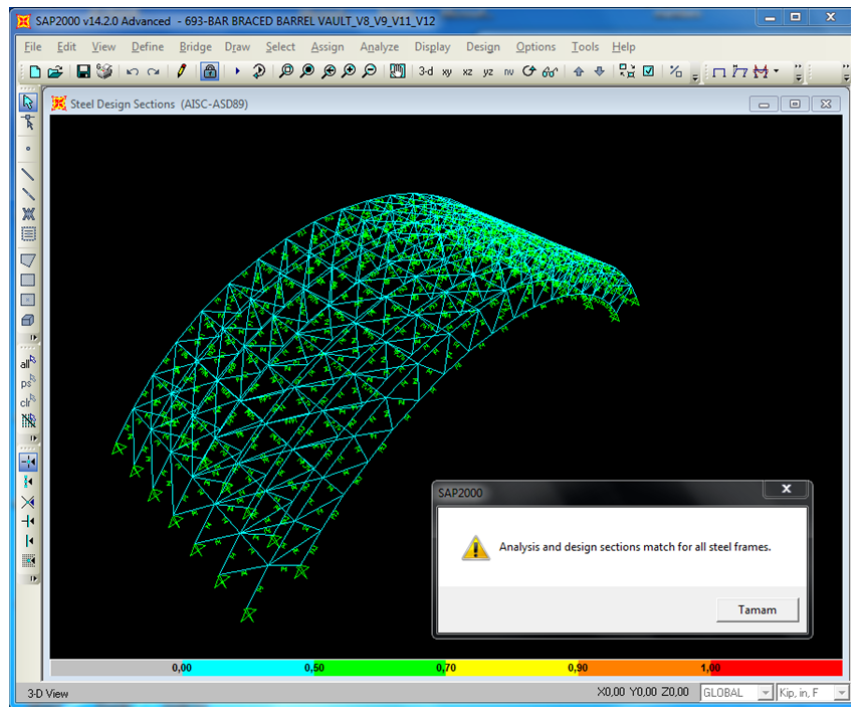 SAP2000 v14.2.0 Advanced - 693-BAR BRACED BARREL VAULT_V8_V9_V11_V12
File Edit View Define Bridge Draw Select Assign Analyze Display Design Options Tools Help
3-d xy xz yz nv
Steel Design Sections (AISC-ASD89)
all
ps
clr
SAP2000
Analysis and design sections match for all steel frames.
Tamam
0,00 0,50 0,70 0,90 1,00
3-D View X0,00 Y0,00 Z0,00 GLOBAL Kip, in, F